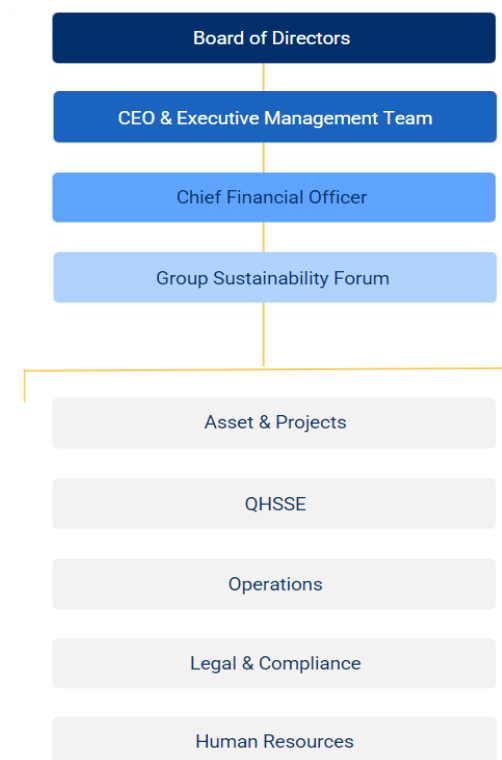 Board of Directors
CEO & Executive Management Team
Chief Financial Officer
Group Sustainability Forum
Asset & Projects
QHSSE
Operations
Legal & Compliance
Human Resources